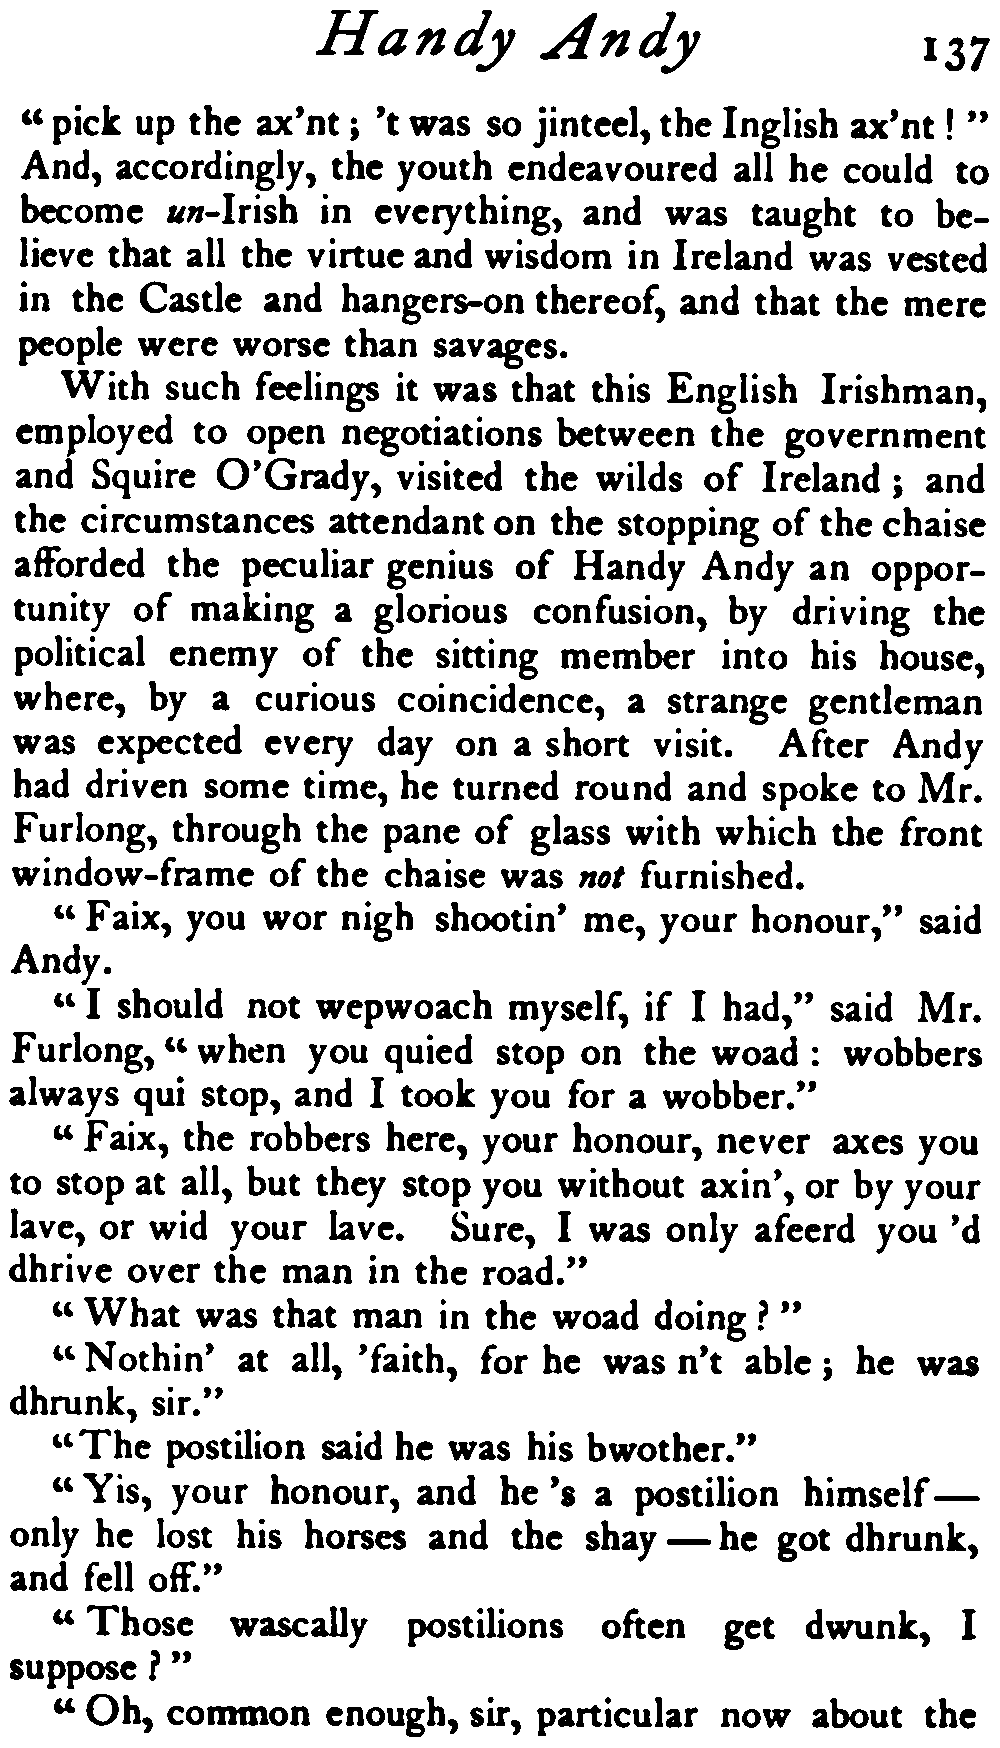 Handy Andy 137
“ pick up the ax’nt ; ’t was so jinteel, the Inglish ax’nt ! ”
And, accordingly, the youth endeavoured all he could to
become un-Irish in everything, and was taught to be-
lieve that all the virtue and wisdom in Ireland was vested
in the Castle and hangers-on thereof, and that the mere
people were worse than savages.
With such feelings it was that this English Irishman,
employed to open negotiations between the government
and Squire O’Grady, visited the wilds of Ireland ; and
the circumstances attendant on the stopping of the chaise
afforded the peculiar genius of Handy Andy an oppor-
tunity of making a glorious confusion, by driving the
political enemy of the sitting member into his house,
where, by a curious coincidence, a strange gentleman
was expected every day on a short visit. After Andy
had driven some time, he turned round and spoke to Mr.
Furlong, through the pane of glass with which the front
window-frame of the chaise was not furnished.
“ Faix, you wor nigh shootin’ me, your honour,” said
Andy.
“ I should not wepwoach myself, if I had,” said Mr.
Furlong, “ when you quied stop on the woad : wobbers
always qui stop, and I took you for a wobber.”
“ Faix, the robbers here, your honour, never axes you
to stop at all, but they stop you without axin’, or by your
lave, or wid your lave. Sure, I was only afeerd you ’d
dhrive over the man in the road.”
“ What was that man in the woad doing ? ”
“ Nothin’ at all, ’faith, for he was n’t able ; he was
dhrunk, sir.”
“ The postilion said he was his bwother.”
“ Yis, your honour, and he ’s a postilion himself —
only he lost his horses and the shay — he got dhrunk,
and fell off.”
“ Those wascally postilions often get dwunk, I
suppose ? ”
“ Oh, common enough, sir, particular now about the